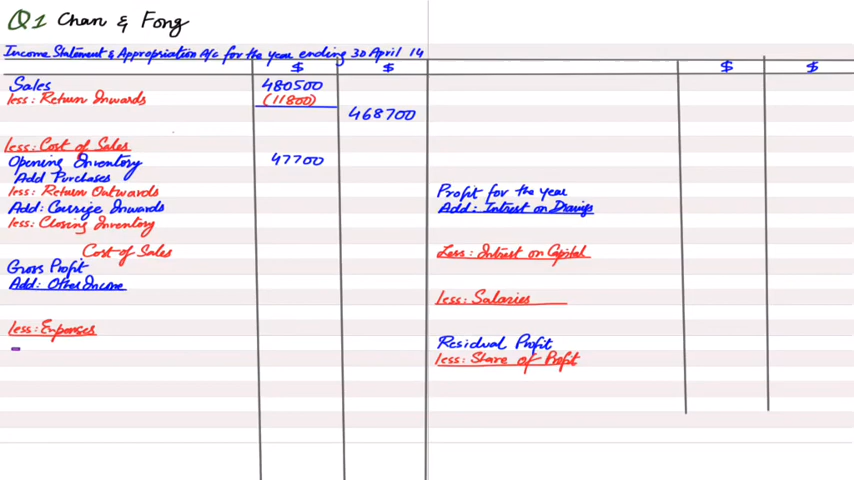 Q1 Chan & Fong
Income Statement & Appropriation A/c for the year ending 30 April 14
$ $ $ $
Sales 480500
less: Return Inwards (11800)
468700
less: Cost of Sales
Opening Inventory 47700
Add Purchases
less: Return Outwards
Add: Carrige Inwards
less: Closing Inventory
Cost of Sales
Gross Profit
Add: Other Income
less: Expenses
Profit for the year
Add: Intrest on Drawings
Less: Intrest on Capital
less: Salaries
Residual Profit
less: Share of Profit